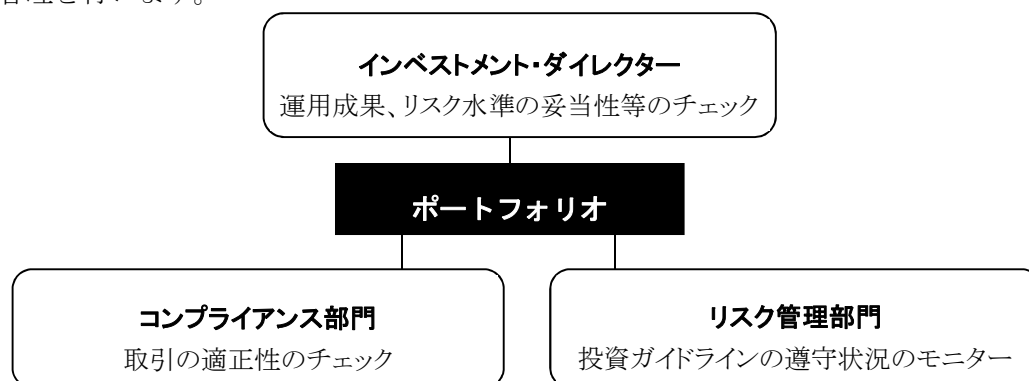 管理を行います。
インベストメント・ダイレクター
運用成果、リスク水準の妥当性等のチェック
ポートフォリオ
コンプライアンス部門
取引の適正性のチェック
リスク管理部門
投資ガイドラインの遵守状況のモニター